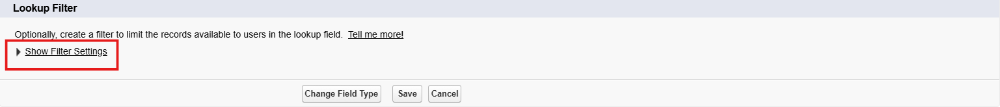 Lookup Filter
Optionally, create a filter to limit the records available to users in the lookup field. Tell me more!
Show Filter Settings
Change Field Type Save Cancel